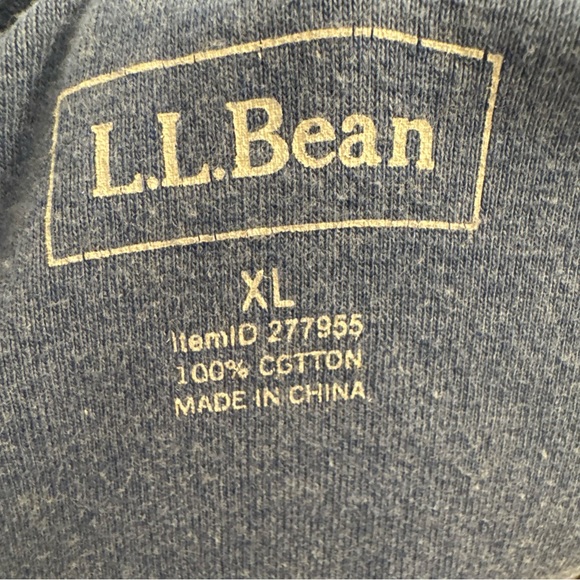 L.L.Bean
XL
ItemID 277955
100% COTTON
MADE IN CHINA